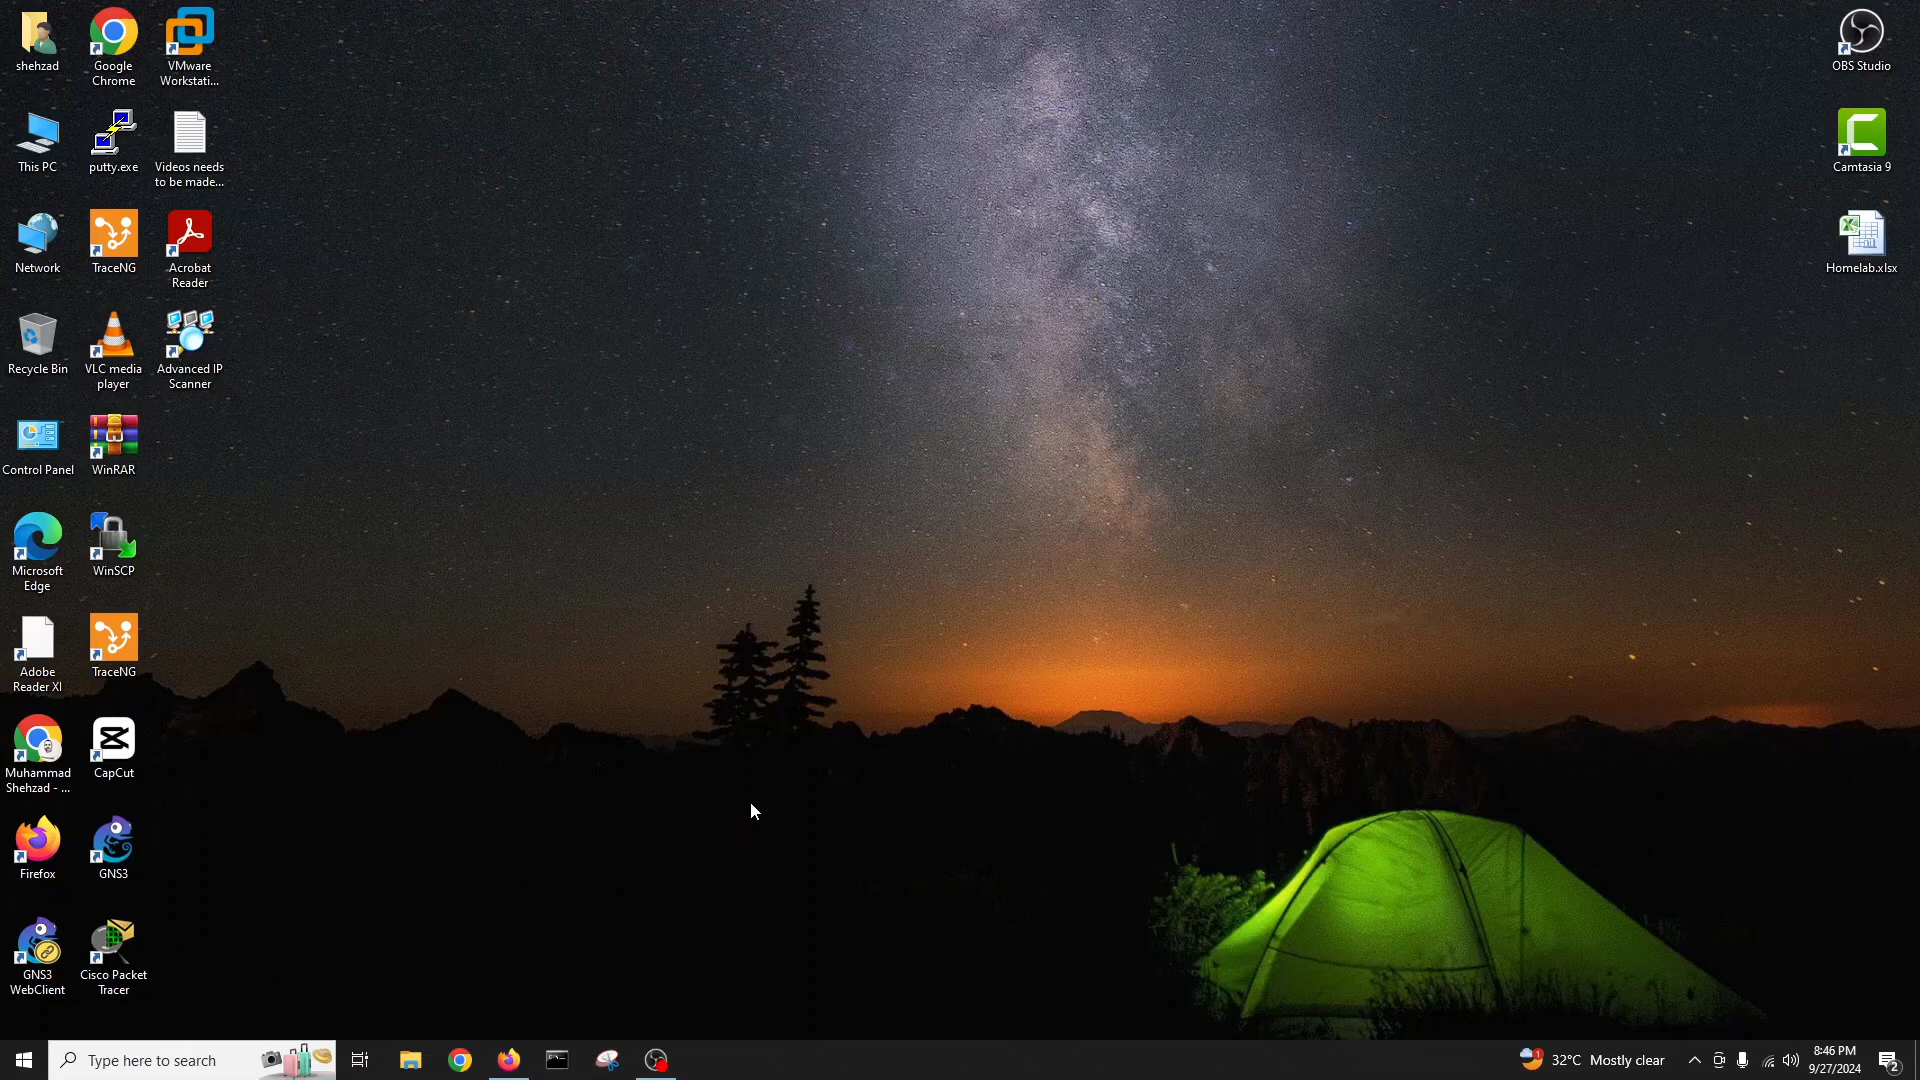 shehzad
Google
Chrome
VMware
Workstati...
OBS Studio
This PC
putty.exe
Videos needs
to be made...
Camtasia 9
Network
TraceNG
Acrobat
Reader
Homelab.xlsx
Recycle Bin
VLC media
player
Advanced IP
Scanner
Control Panel
WinRAR
Microsoft
Edge
WinSCP
Adobe
Reader XI
TraceNG
Muhammad
Shehzad - ...
CapCut
Firefox
GNS3
GNS3
WebClient
Cisco Packet
Tracer
Type here to search
1
32°C Mostly clear
8:46 PM
9/27/2024
2